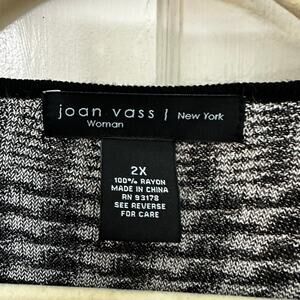 joan vass | New York
Woman
2X
100% RAYON
MADE IN CHINA
RN 93178
SEE REVERSE
FOR CARE